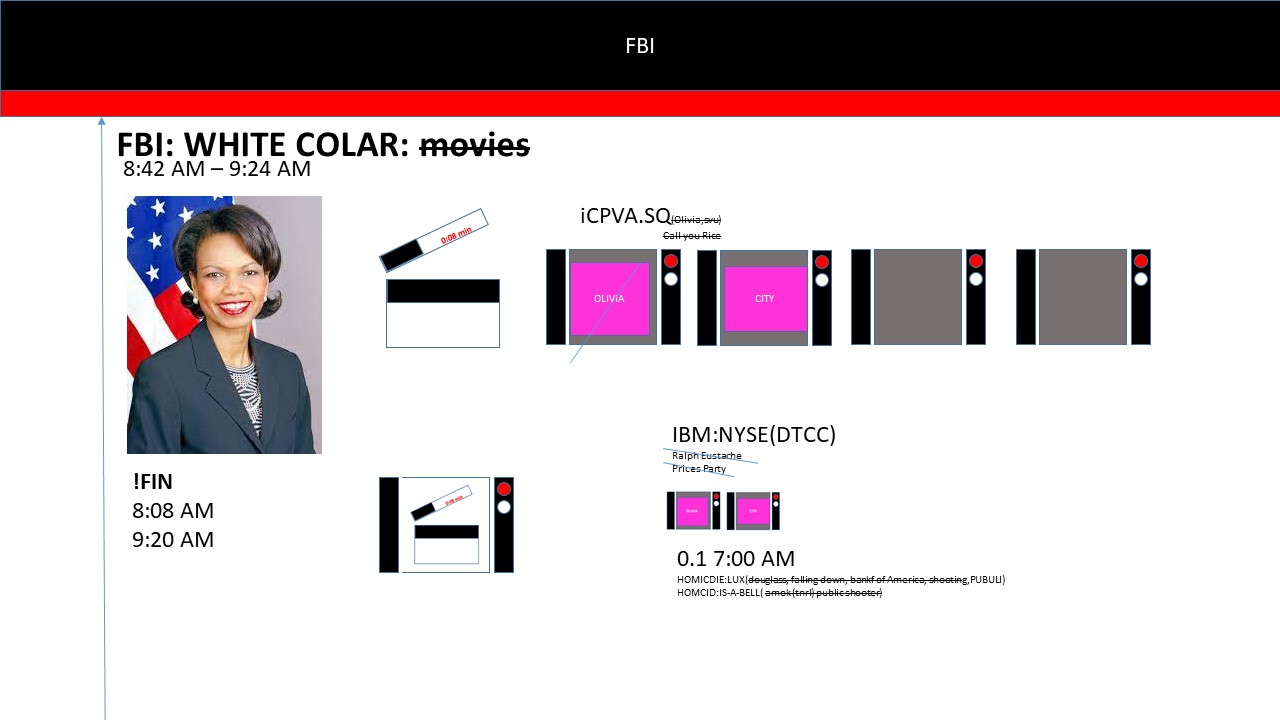 FBI
FBI: WHITE COLAR: movies
8:42 AM – 9:24 AM
0:08 min
iCPVA.SQ(Olivia,svu)
Call you Rice
OLIViA
CITY
IBM:NYSE(DTCC)
Ralph Eustache
Prices Party
!FIN
8:08 AM
9:20 AM
0:08 min
OLIViA
CITY
0.1 7:00 AM
HOMICDIE:LUX(douglass, falling down, bankf of America, shooting,PUBULI)
HOMCID:IS-A-BELL( amok (tnrl) public shooter)